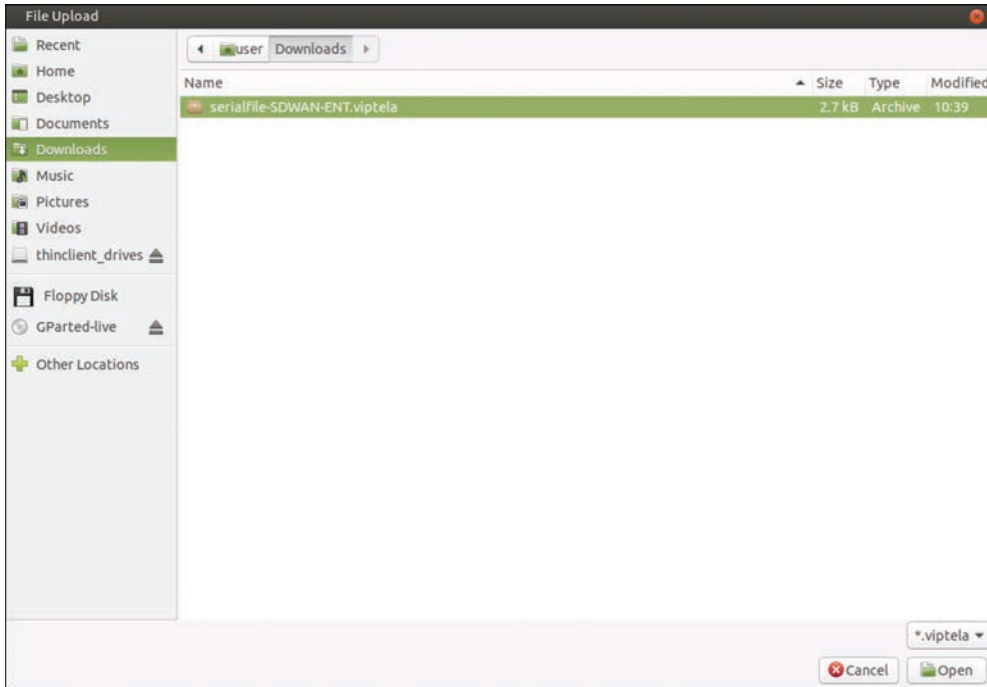 File Upload
Recent
Home
Desktop
Documents
Downloads
Music
Pictures
Videos
thinclient_drives
Floppy Disk
GParted-live
Other Locations
user Downloads
Name Size Type Modified
serialfile-SDWAN-ENT.viptela 2.7 kB Archive 10:39
*.viptela
Cancel Open